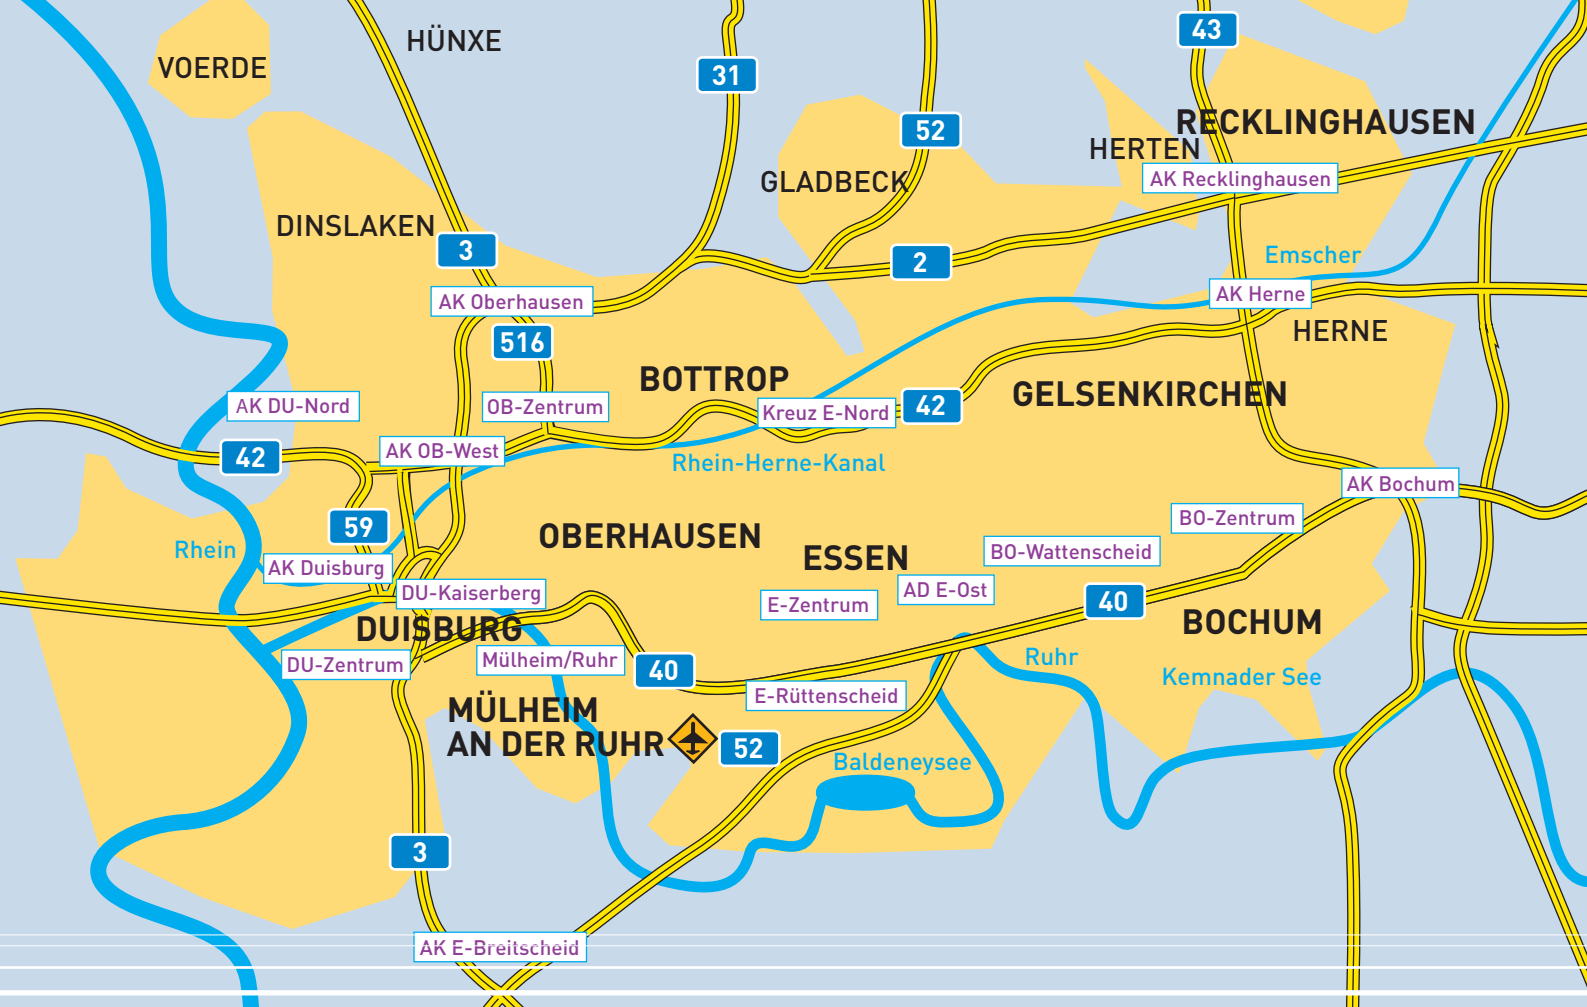 43
HÜNXE
VOERDE
31
RECKLINGHAUSEN
52
HERTEN
AK Recklinghausen
GLADBECK
DINSLAKEN
3
Emscher
2
AK Herne
AK Oberhausen
HERNE
516
BOTTROP
GELSENKIRCHEN
AK DU-Nord
OB-Zentrum
Kreuz E-Nord
42
AK OB-West
42
Rhein-Herne-Kanal
AK Bochum
BO-Zentrum
59
OBERHAUSEN
Rhein
ESSEN
BO-Wattenscheid
AK Duisburg
AD E-Ost
DU-Kaiserberg
E-Zentrum
40
DUISBURG
BOCHUM
Ruhr
DU-Zentrum
Mülheim/Ruhr
40
Kemnader See
E-Rüttenscheid
MÜLHEIM
AN DER RUHR
52
Baldeneysee
3
AK E-Breitscheid